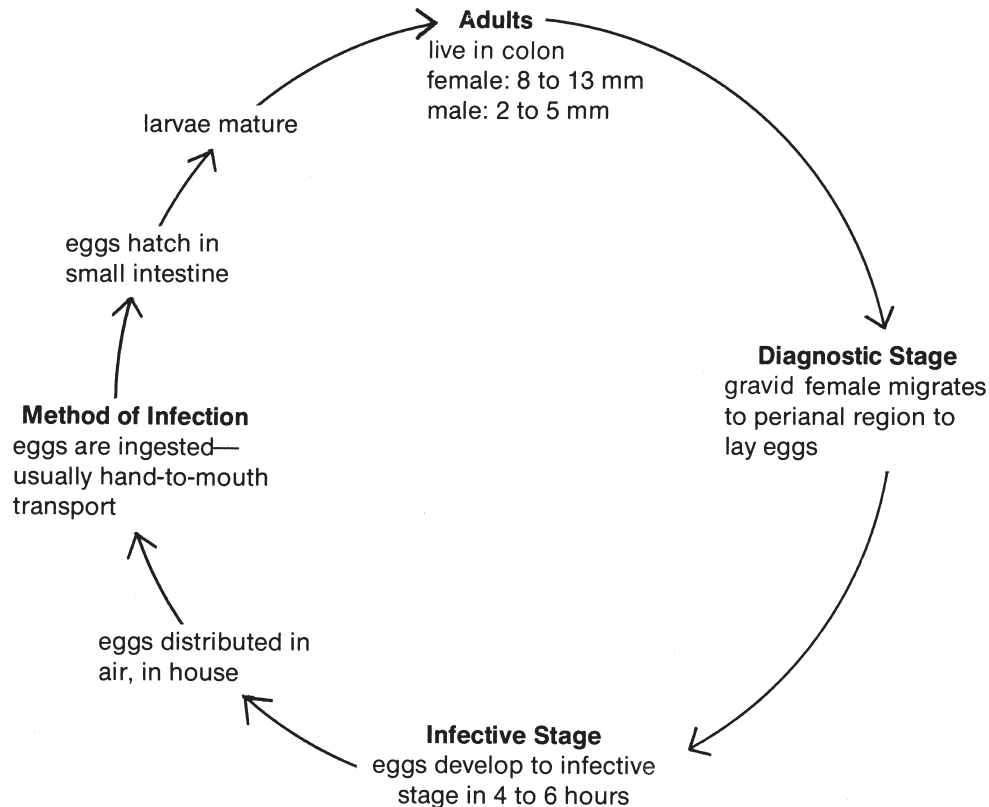 Adults
live in colon
female: 8 to 13 mm
male: 2 to 5 mm
Diagnostic Stage
gravid female migrates
to perianal region to
lay eggs
Infective Stage
eggs develop to infective
stage in 4 to 6 hours
eggs distributed in
air, in house
Method of Infection
eggs are ingested—
usually hand-to-mouth
transport
eggs hatch in
small intestine
larvae mature